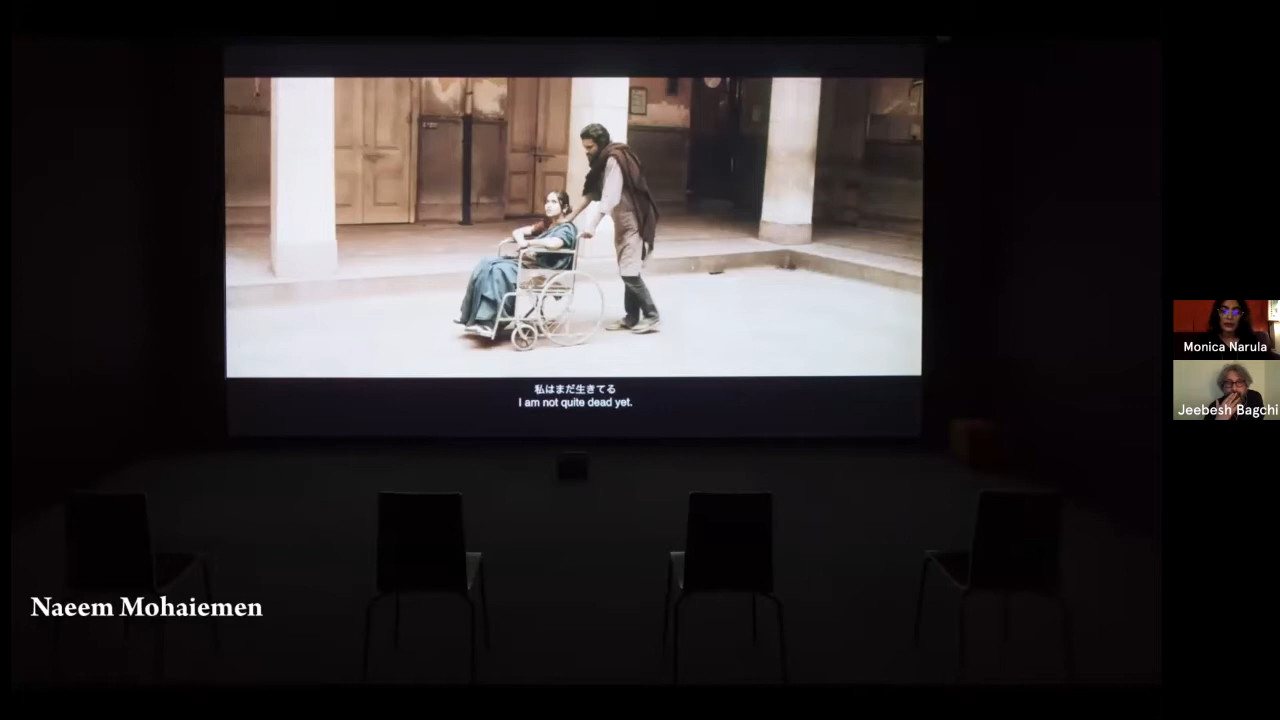 私はまだ生きてる
I am not quite dead yet.
Naeem Mohaiemen
Monica Narula
Jeebesh Bagchi